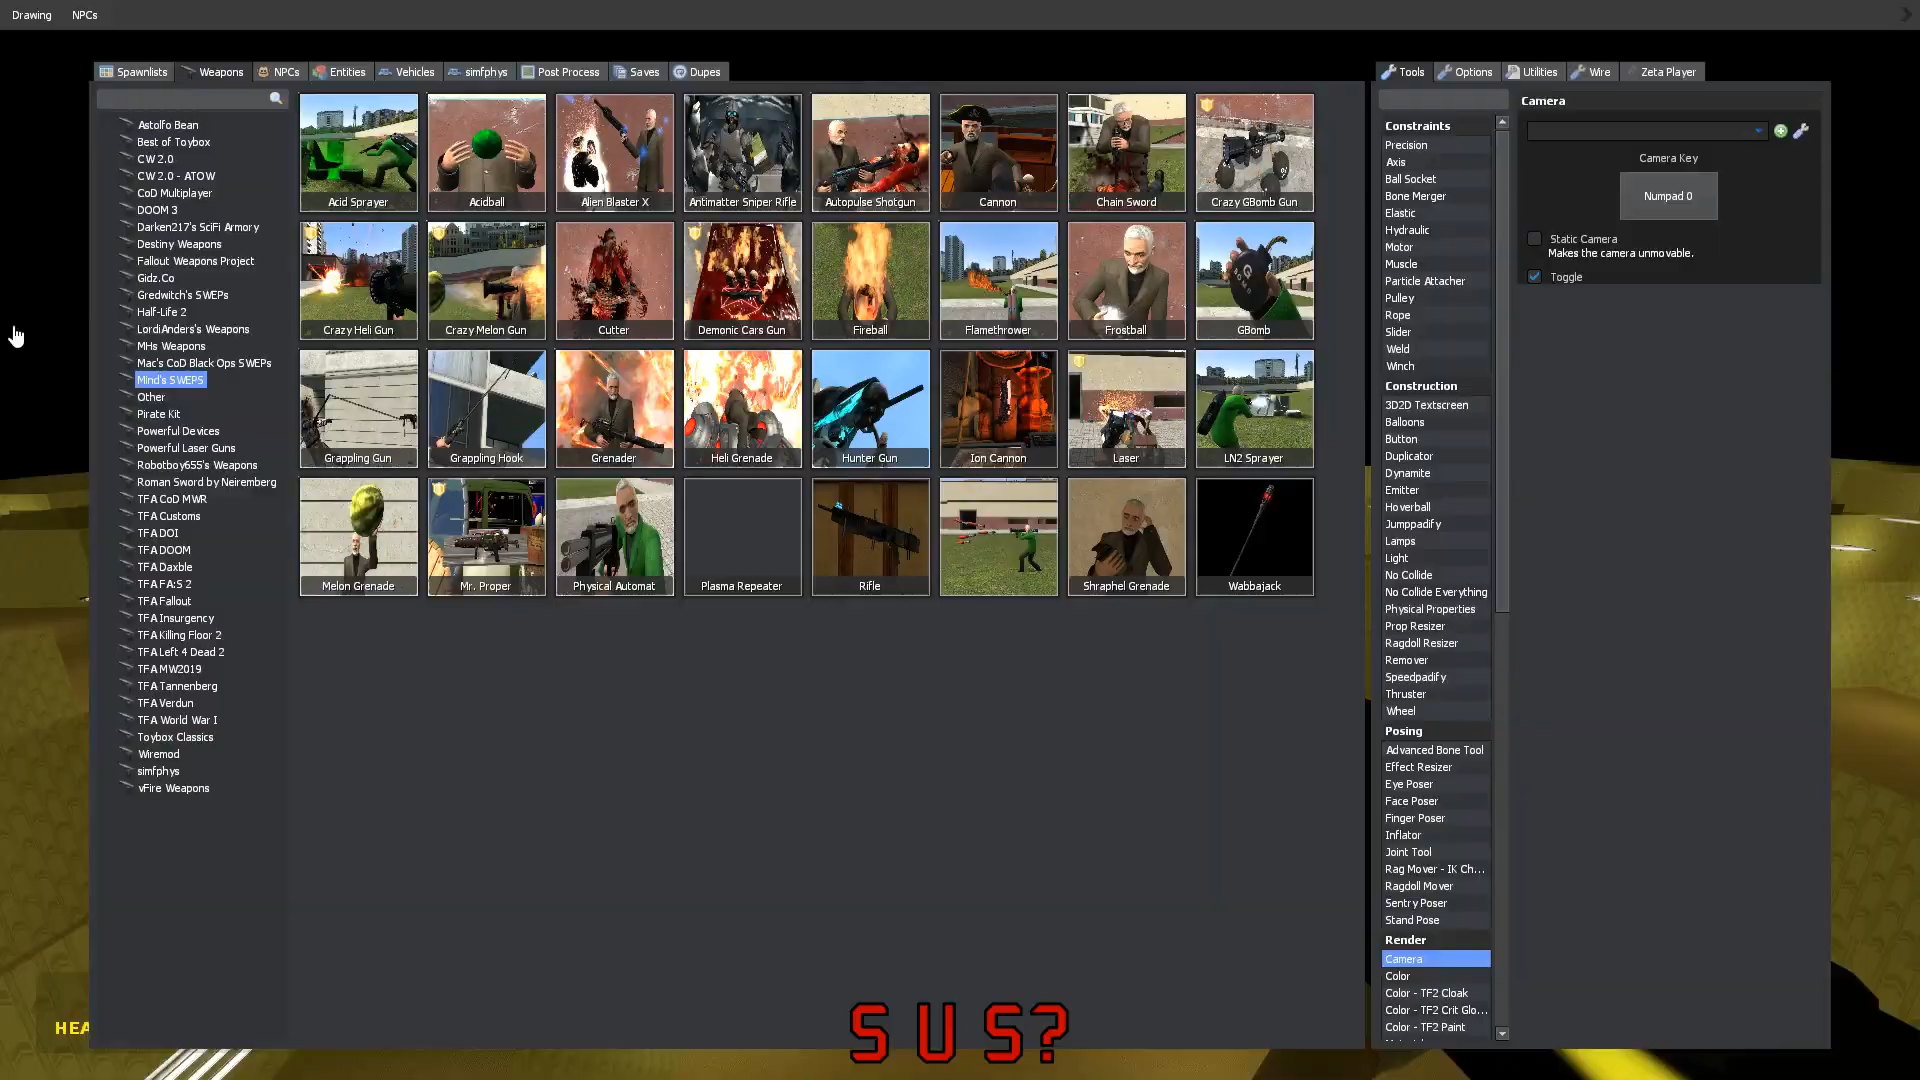 Drawing NPCs
Spawnlists Weapons NPCs Entities Vehicles simfphys Post Process Saves Dupes
Astolfo Bean
Best of Toybox
CW 2.0
CW 2.0 - ATOW
CoD Multiplayer
DOOM 3
Darken217's SciFi Armory
Destiny Weapons
Fallout Weapons Project
Gidz.Co
Gredwitch's SWEPs
Half-Life 2
LordiAnders's Weapons
MHs Weapons
Mac's CoD Black Ops SWEPs
Mind's SWEPS
Other
Pirate Kit
Powerful Devices
Powerful Laser Guns
Robotboy655's Weapons
Roman Sword by Neiremberg
TFA CoD MWR
TFA Customs
TFA DOI
TFA DOOM
TFA Daxble
TFA FA:S 2
TFA Fallout
TFA Insurgency
TFA Killing Floor 2
TFA Left 4 Dead 2
TFA MW2019
TFA Tannenberg
TFA Verdun
TFA World War I
Toybox Classics
Wiremod
simfphys
vFire Weapons
Acid Sprayer Acidball Alien Blaster X Antimatter Sniper Rifle Autopulse Shotgun Cannon Chain Sword Crazy GBomb Gun
Crazy Heli Gun Crazy Melon Gun Cutter Demonic Cars Gun Fireball Flamethrower Frostball GBomb
Grappling Gun Grappling Hook Grenader Heli Grenade Hunter Gun Ion Cannon Laser LN2 Sprayer
Melon Grenade Mr. Proper Physical Automat Plasma Repeater Rifle Shraphel Grenade Wabbajack
Tools Options Utilities Wire Zeta Player
Constraints
Precision
Axis
Ball Socket
Bone Merger
Elastic
Hydraulic
Motor
Muscle
Particle Attacher
Pulley
Rope
Slider
Weld
Winch
Construction
3D2D Textscreen
Balloons
Button
Duplicator
Dynamite
Emitter
Hoverball
Jumppadify
Lamps
Light
No Collide
No Collide Everything
Physical Properties
Prop Resizer
Ragdoll Resizer
Remover
Speedpadify
Thruster
Wheel
Posing
Advanced Bone Tool
Effect Resizer
Eye Poser
Face Poser
Finger Poser
Inflator
Joint Tool
Rag Mover - IK Ch...
Ragdoll Mover
Sentry Poser
Stand Pose
Render
Camera
Color
Color - TF2 Cloak
Color - TF2 Crit Glo...
Color - TF2 Paint
Camera
Camera Key
Numpad 0
Static Camera
Makes the camera unmovable.
Toggle
HEA
S U S?